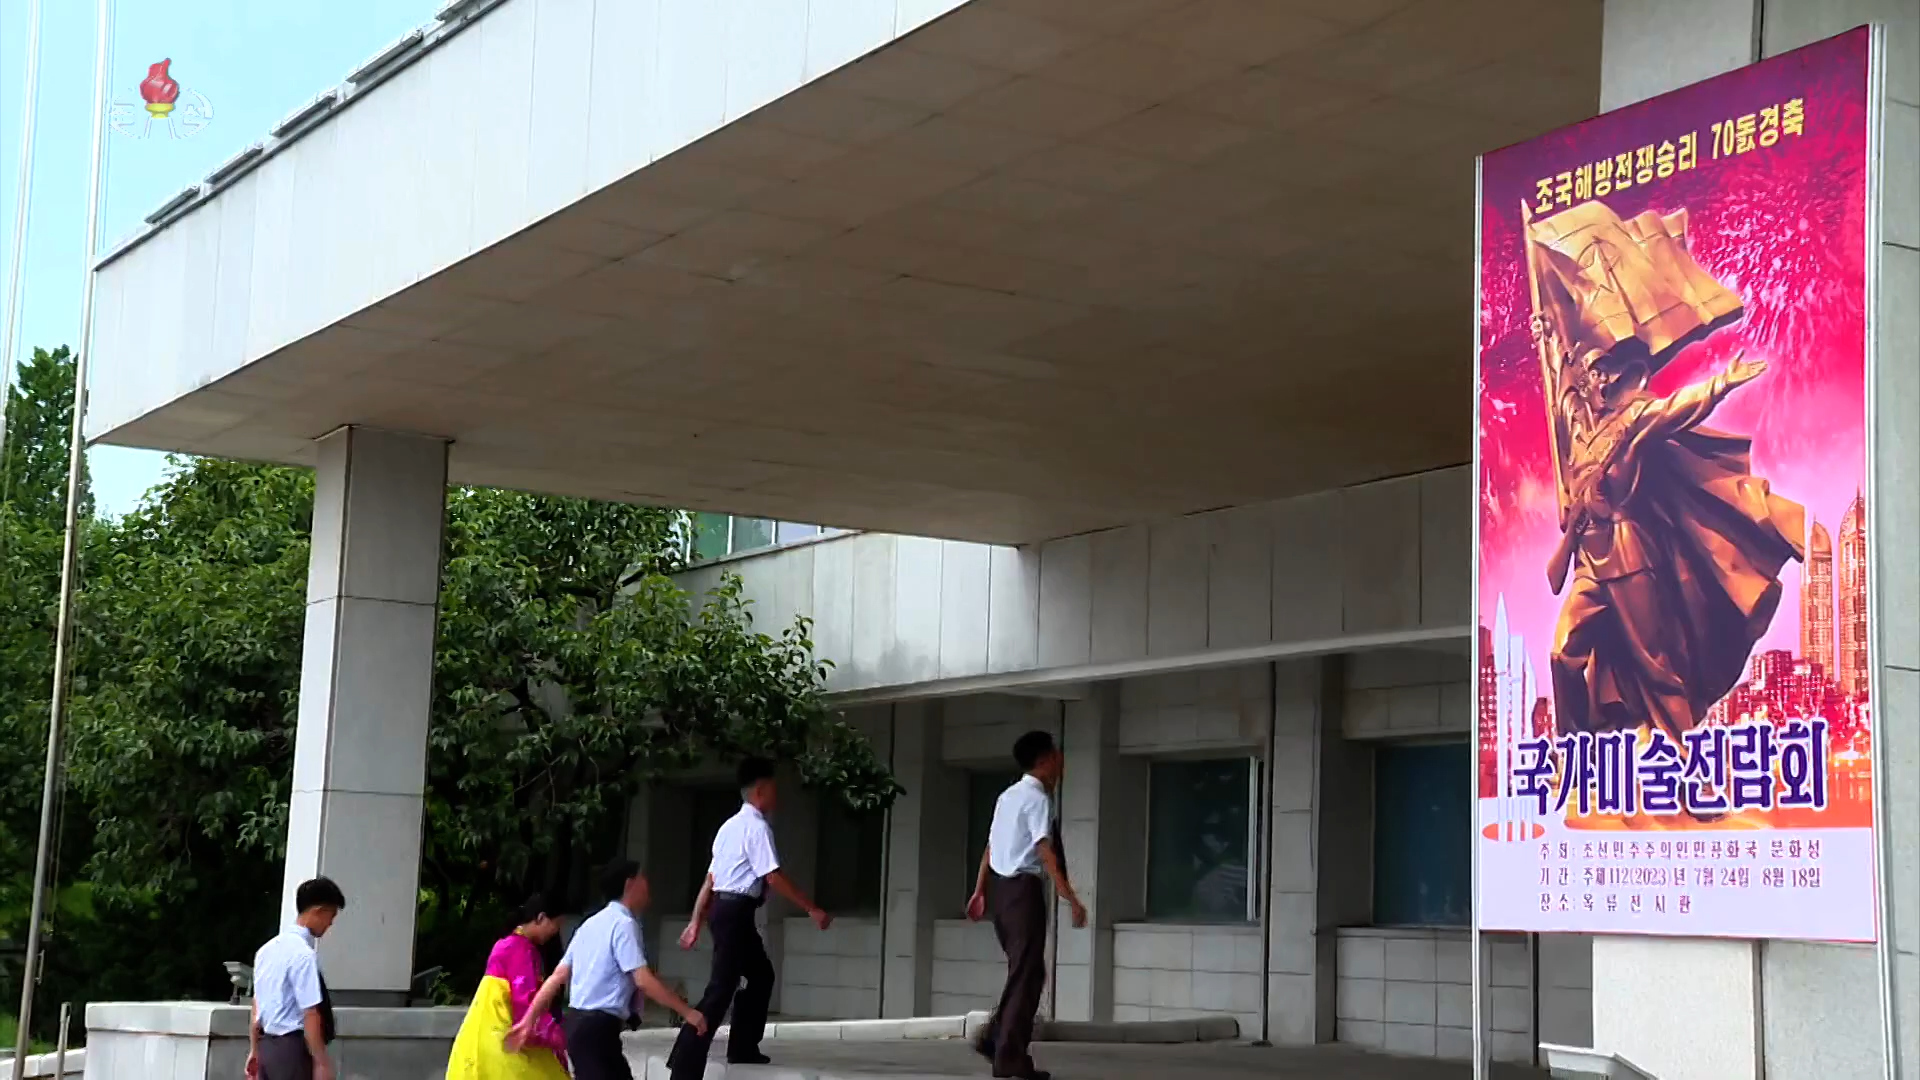 조국해방전쟁승리 70돐경축
국가미술전람회
주 최: 조선민주주의인민공화국 문화성
기 간: 주체112(2023)년 7월 24일 8월 18일
장 소: 옥 류 전 시 관